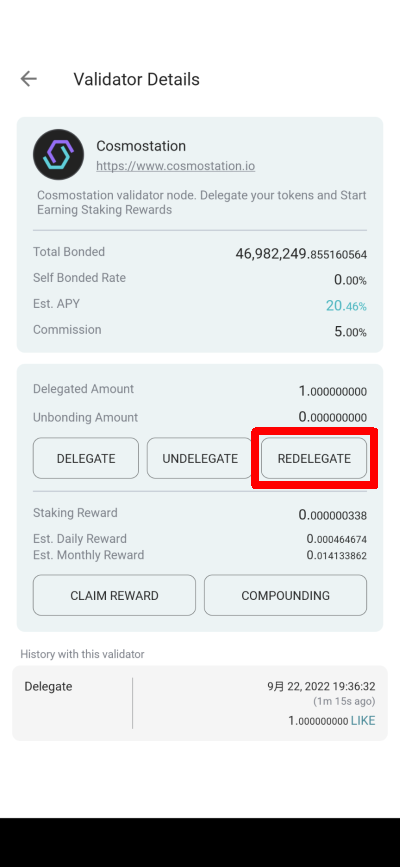 Validator Details
Cosmostation
https://www.cosmostation.io
Cosmostation validator node. Delegate your tokens and Start
Earning Staking Rewards
Total Bonded 46,982,249.855160564
Self Bonded Rate 0.00%
Est. APY 20.46%
Commission 5.00%
Delegated Amount 1.000000000
Unbonding Amount 0.000000000
DELEGATE UNDELEGATE REDELEGATE
Staking Reward 0.000000338
Est. Daily Reward 0.000464674
Est. Monthly Reward 0.014133862
CLAIM REWARD COMPOUNDING
History with this validator
Delegate 9月 22, 2022 19:36:32
(1m 15s ago)
1.000000000 LIKE